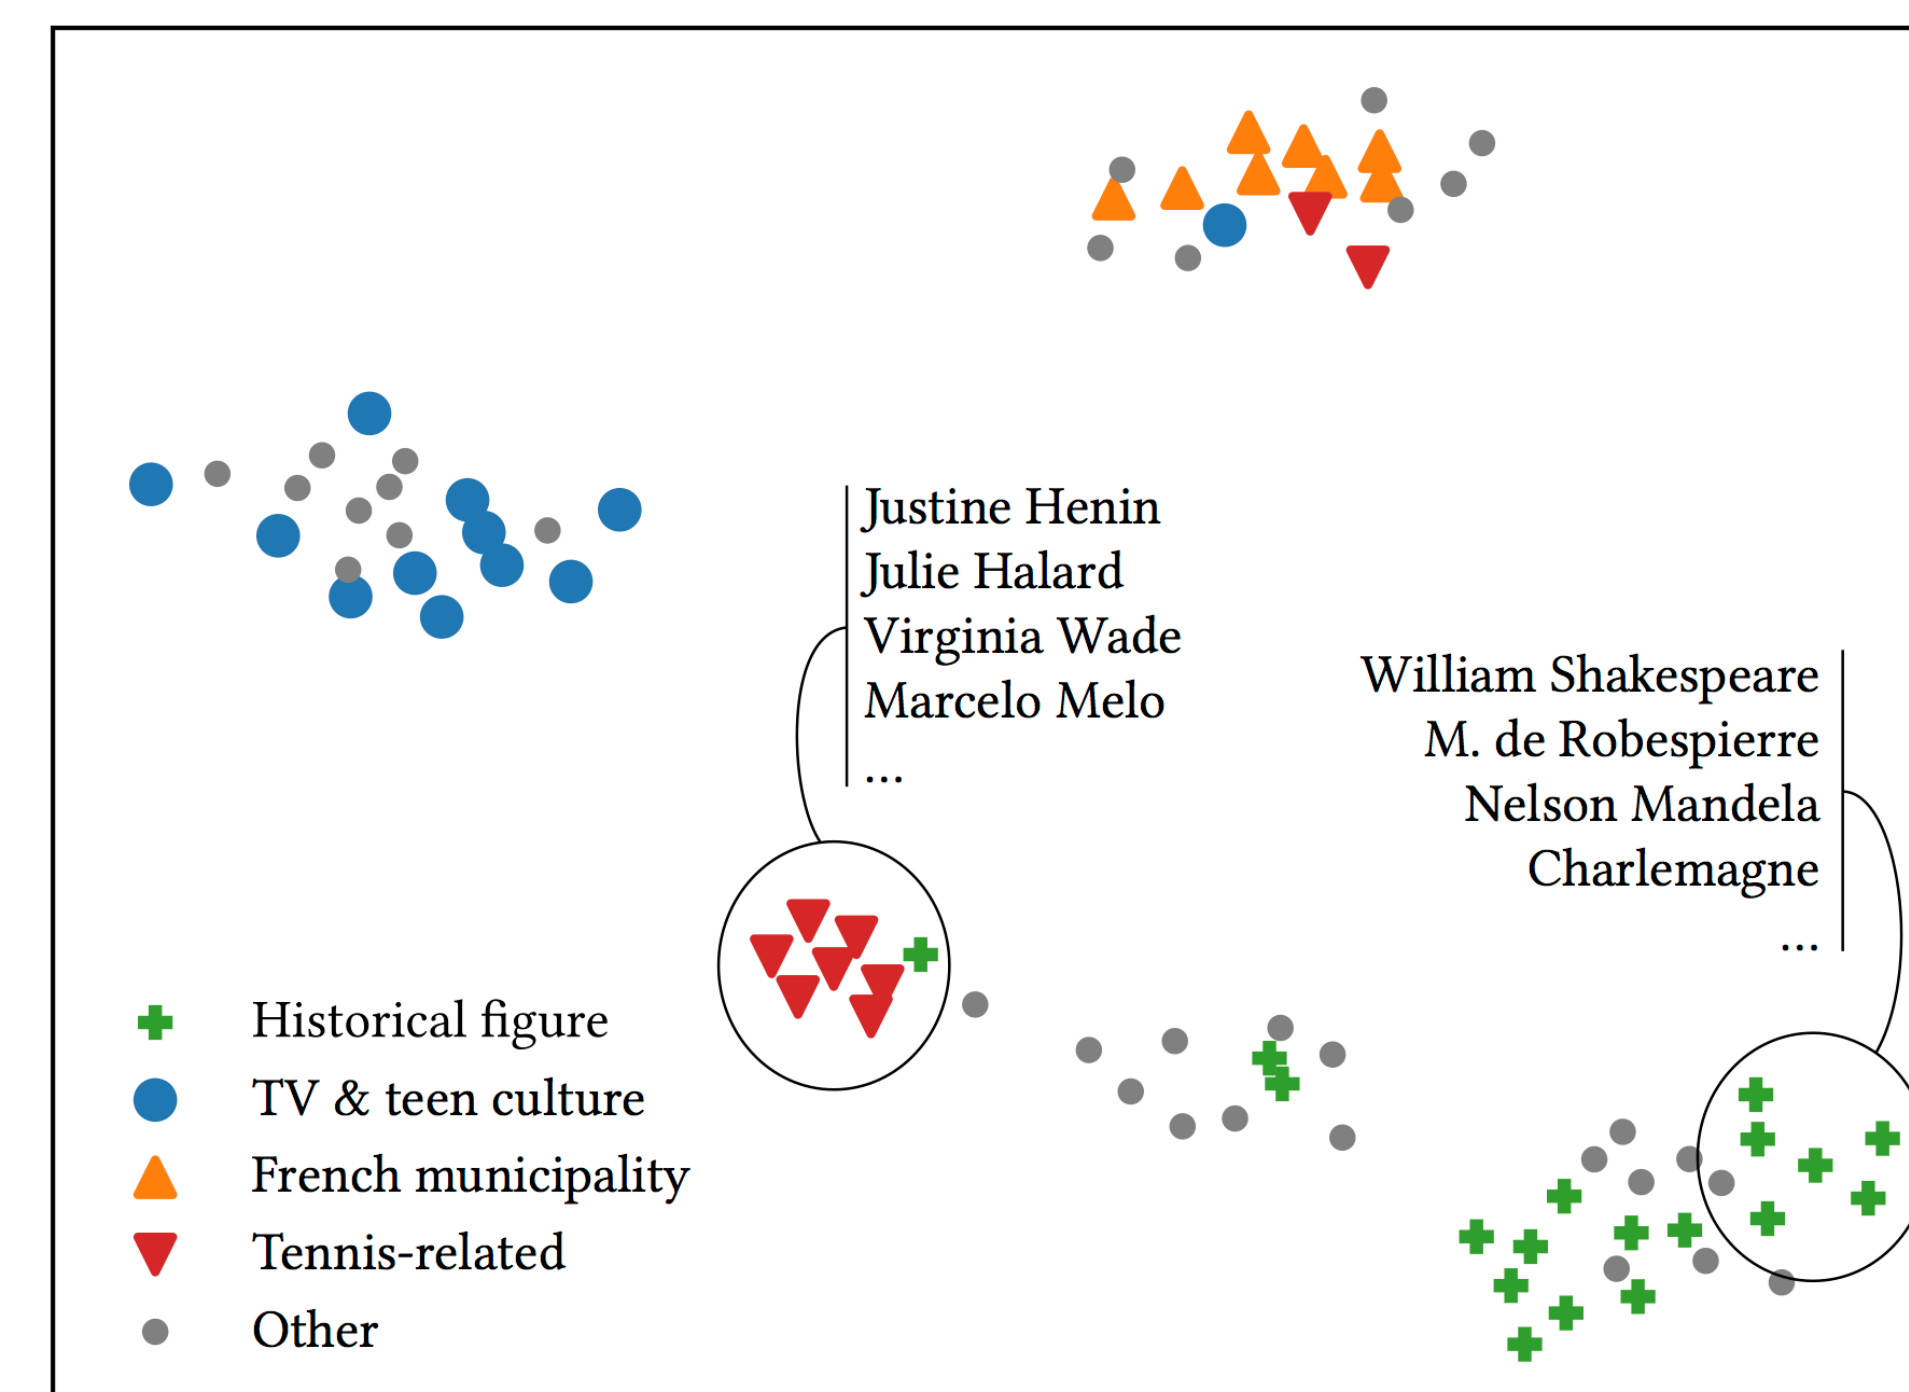 Justine Henin
Julie Halard
Virginia Wade
Marcelo Melo
...
William Shakespeare
M. de Robespierre
Nelson Mandela
Charlemagne
...
Historical figure
TV & teen culture
French municipality
Tennis-related
Other